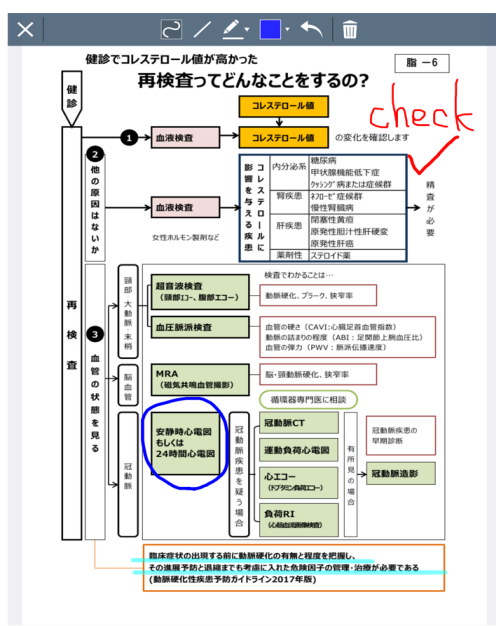 健診でコレステロール値が高かった
脂 －6
再検査ってどんなことをするの？
健診
コレステロール値
check
1
血液検査
コレステロール値
の変化を確認します
2
他の原因はないか
血液検査
女性ホルモン製剤など
コレステロールに影響を与える疾患
内分泌系
糖尿病
甲状腺機能低下症
クッシング病または症候群
腎疾患
ネフローゼ症候群
慢性腎臓病
肝疾患
閉塞性黄疸
原発性胆汁性肝硬変
原発性肝癌
薬剤性
ステロイド薬
精査が必要
再検査
3
血管の状態を見る
頸部 大動脈 末梢
検査でわかることは…
超音波検査
（頸部エコー、腹部エコー）
動脈硬化、プラーク、狭窄率
血圧脈派検査
血管の硬さ（CAVI：心臓足首血管指数）
動脈の詰まりの程度（ABI：足関節上腕血圧比）
血管の弾力（PWV：脈派伝播速度）
脳血管
MRA
（磁気共鳴血管撮影）
脳・頸動脈硬化、狭窄率
循環器専門医に相談
冠動脈
安静時心電図
もしくは
24時間心電図
冠動脈疾患を疑う場合
冠動脈CT
運動負荷心電図
心エコー
（ドブタミン負荷エコー）
負荷RI
（心筋血流画像検査）
有所見の場合
冠動脈疾患の
早期診断
冠動脈造影
臨床症状の出現する前に動脈硬化の有無と程度を把握し、
その進展予防と退縮までも考慮に入れた危険因子の管理・治療が必要である
（動脈硬化性疾患予防ガイドライン2017年版）